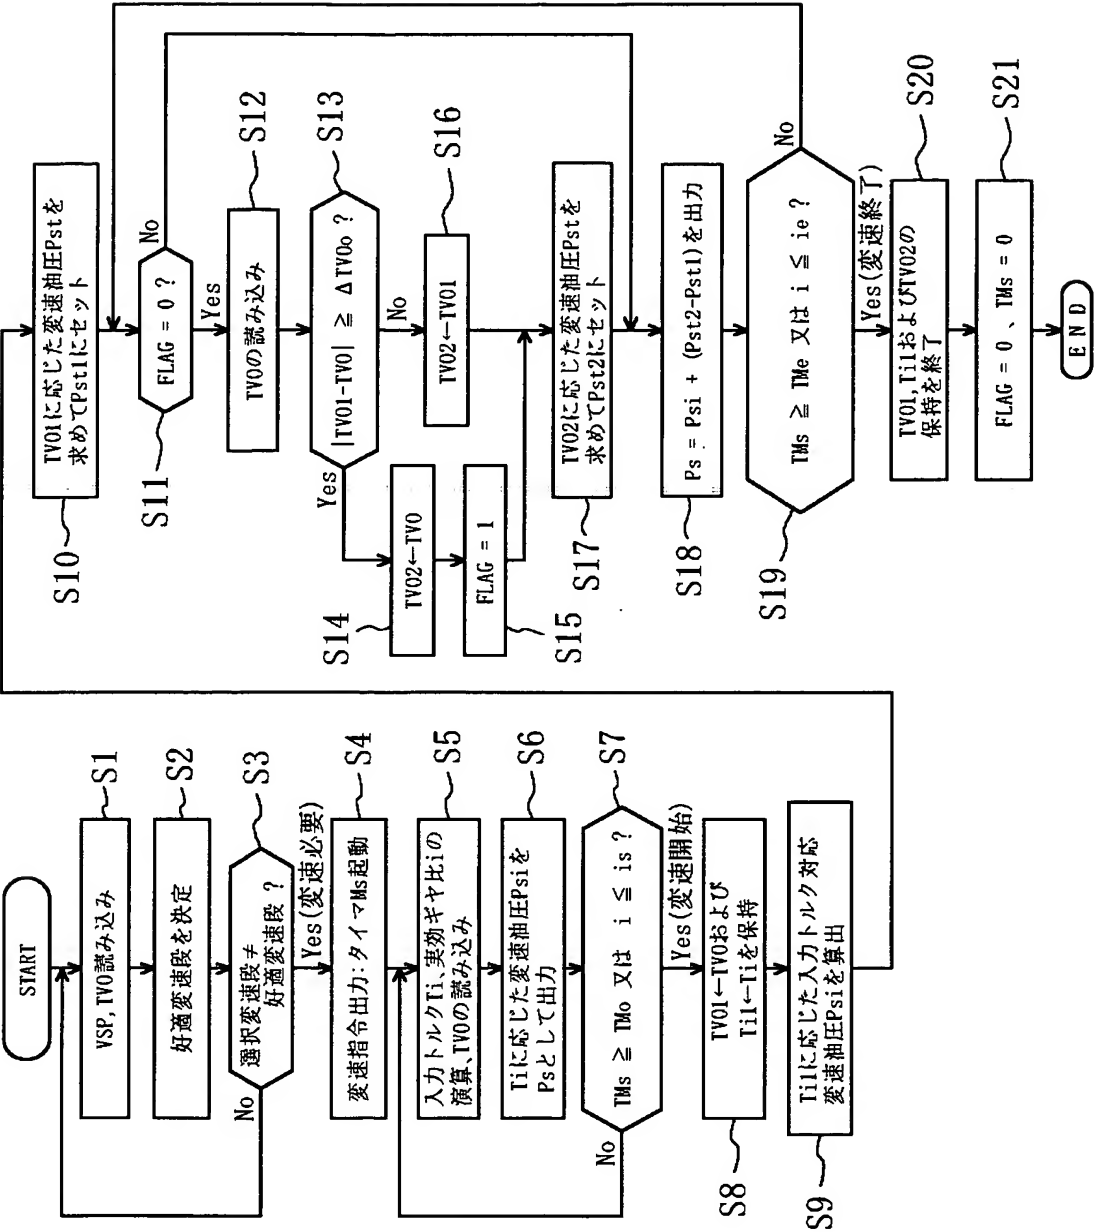 START
VSP,TVO読み込み
S1
好適変速段を決定
S2
選択変速段≠
好適変速段 ?
S3
No
Yes(変速必要)
変速指令出力:タイマMs起動
S4
入力トルクTi、実効ギヤ比iの
演算、TVOの読み込み
S5
Tiに応じた変速油圧Psiを
Psとして出力
S6
TMs ≧ TMo 又は i ≦ is ?
S7
No
Yes(変速開始)
TVO1←TVOおよび
Ti1←Tiを保持
S8
Ti1に応じた入力トルク対応
変速油圧Psiを算出
S9
TVO1に応じた変速油圧Pstを
求めてPst1にセット
S10
FLAG = 0 ?
S11
No
Yes
TVOの読み込み
S12
|TVO1-TVO| ≧ ΔTVOo ?
S13
Yes
No
TVO2←TVO
S14
FLAG = 1
S15
TVO2←TVO1
S16
TVO2に応じた変速油圧Pstを
求めてPst2にセット
S17
Ps = Psi + (Pst2-Pst1)を出力
S18
TMs ≧ TMe 又は i ≦ ie ?
S19
No
Yes(変速終了)
TVO1,Ti1およびTVO2の
保持を終了
S20
FLAG = 0 、TMs = 0
S21
END